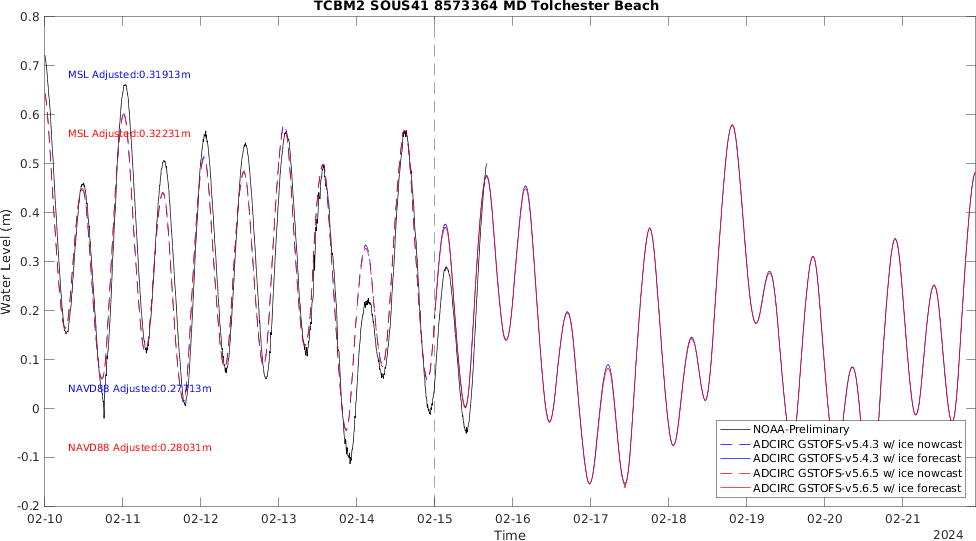 TCBM2 SOUS41 8573364 MD Tolchester Beach
0.8
0.7
0.6
0.5
0.4
0.3
0.2
0.1
0
-0.1
-0.2
Water Level (m)
MSL Adjusted:0.31913m
MSL Adjusted:0.32231m
NAVD88 Adjusted:0.27713m
NAVD88 Adjusted:0.28031m
NOAA-Preliminary
ADCIRC GSTOFS-v5.4.3 w/ ice nowcast
ADCIRC GSTOFS-v5.4.3 w/ ice forecast
ADCIRC GSTOFS-v5.6.5 w/ ice nowcast
ADCIRC GSTOFS-v5.6.5 w/ ice forecast
02-10 02-11 02-12 02-13 02-14 02-15 02-16 02-17 02-18 02-19 02-20 02-21
Time
2024